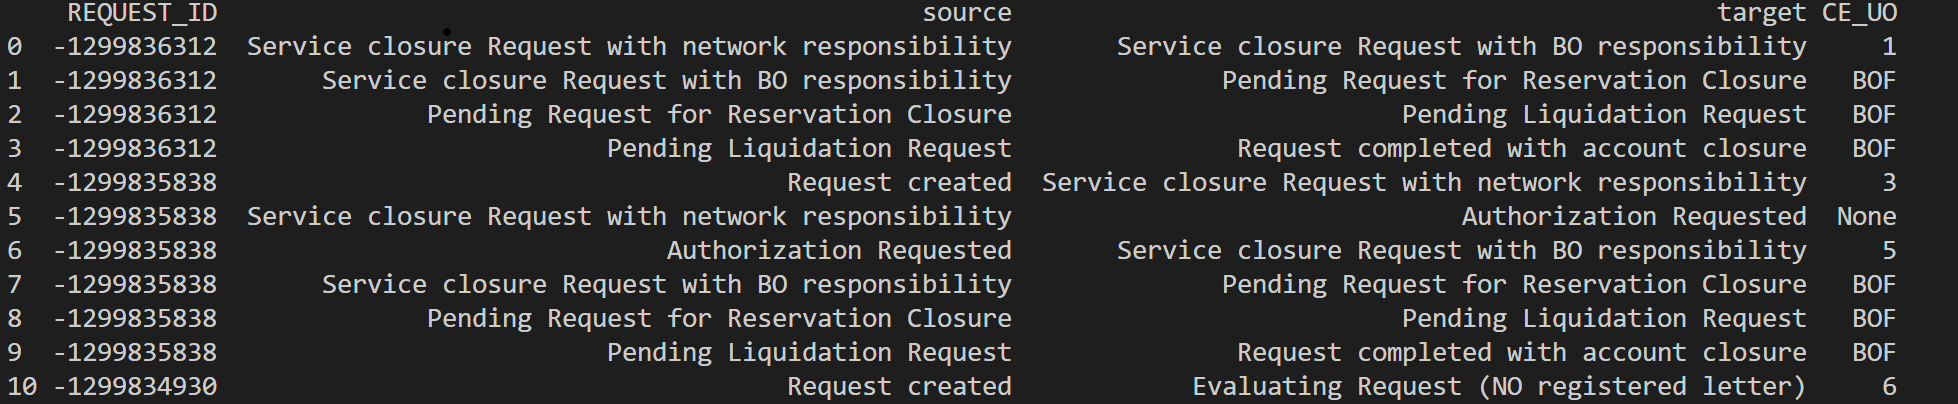 REQUEST_ID source target CE_UO
0 -1299836312 Service closure Request with network responsibility Service closure Request with BO responsibility 1
1 -1299836312 Service closure Request with BO responsibility Pending Request for Reservation Closure BOF
2 -1299836312 Pending Request for Reservation Closure Pending Liquidation Request BOF
3 -1299836312 Pending Liquidation Request Request completed with account closure BOF
4 -1299835838 Request created Service closure Request with network responsibility 3
5 -1299835838 Service closure Request with network responsibility Authorization Requested None
6 -1299835838 Authorization Requested Service closure Request with BO responsibility 5
7 -1299835838 Service closure Request with BO responsibility Pending Request for Reservation Closure BOF
8 -1299835838 Pending Request for Reservation Closure Pending Liquidation Request BOF
9 -1299835838 Pending Liquidation Request Request completed with account closure BOF
10 -1299834930 Request created Evaluating Request (NO registered letter) 6